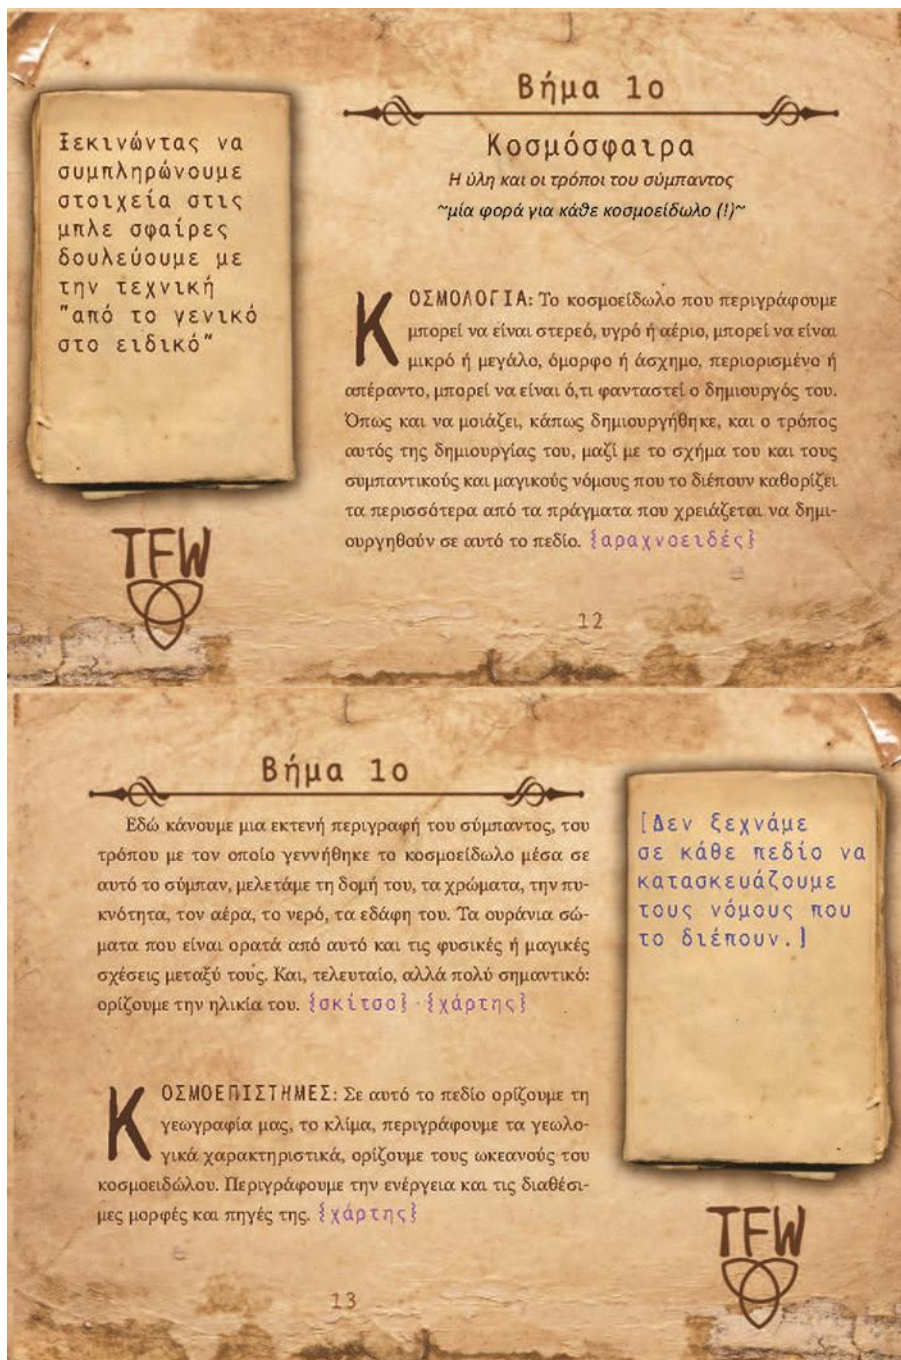 Βήμα 1ο
Κοσμόσφαιρα
Η ύλη και οι τρόποι του σύμπαντος
~μία φορά για κάθε κοσμοείδωλο (!)~
Ξεκινώντας να
συμπληρώνουμε
στοιχεία στις
μπλε σφαίρες
δουλεύουμε με
την τεχνική
"από το γενικό
στο ειδικό"
ΚΟΣΜΟΛΟΓΙΑ: Το κοσμοείδωλο που περιγράφουμε
μπορεί να είναι στερεό, υγρό ή αέριο, μπορεί να είναι
μικρό ή μεγάλο, όμορφο ή άσχημο, περιορισμένο ή
απέραντο, μπορεί να είναι ό,τι φανταστεί ο δημιουργός του.
Όπως και να μοιάζει, κάπως δημιουργήθηκε, και ο τρόπος
αυτός της δημιουργίας του, μαζί με το σχήμα του και τους
συμπαντικούς και μαγικούς νόμους που το διέπουν καθορίζει
τα περισσότερα από τα πράγματα που χρειάζεται να δημι-
ουργηθούν σε αυτό το πεδίο. {αραχνοειδές}
TFW
12
Βήμα 1ο
Εδώ κάνουμε μια εκτενή περιγραφή του σύμπαντος, του
τρόπου με τον οποίο γεννήθηκε το κοσμοείδωλο μέσα σε
αυτό το σύμπαν, μελετάμε τη δομή του, τα χρώματα, την πυ-
κνότητα, τον αέρα, το νερό, τα εδάφη του. Τα ουράνια σώ-
ματα που είναι ορατά από αυτό και τις φυσικές ή μαγικές
σχέσεις μεταξύ τους. Και, τελευταίο, αλλά πολύ σημαντικό:
ορίζουμε την ηλικία του. {σκίτσο} · {χάρτης}
[Δεν ξεχνάμε
σε κάθε πεδίο να
κατασκευάζουμε
τους νόμους που
το διέπουν.]
ΚΟΣΜΟΕΠΙΣΤΗΜΕΣ: Σε αυτό το πεδίο ορίζουμε τη
γεωγραφία μας, το κλίμα, περιγράφουμε τα γεωλο-
γικά χαρακτηριστικά, ορίζουμε τους ωκεανούς του
κοσμοειδώλου. Περιγράφουμε την ενέργεια και τις διαθέσι-
μες μορφές και πηγές της. {χάρτης}
TFW
13